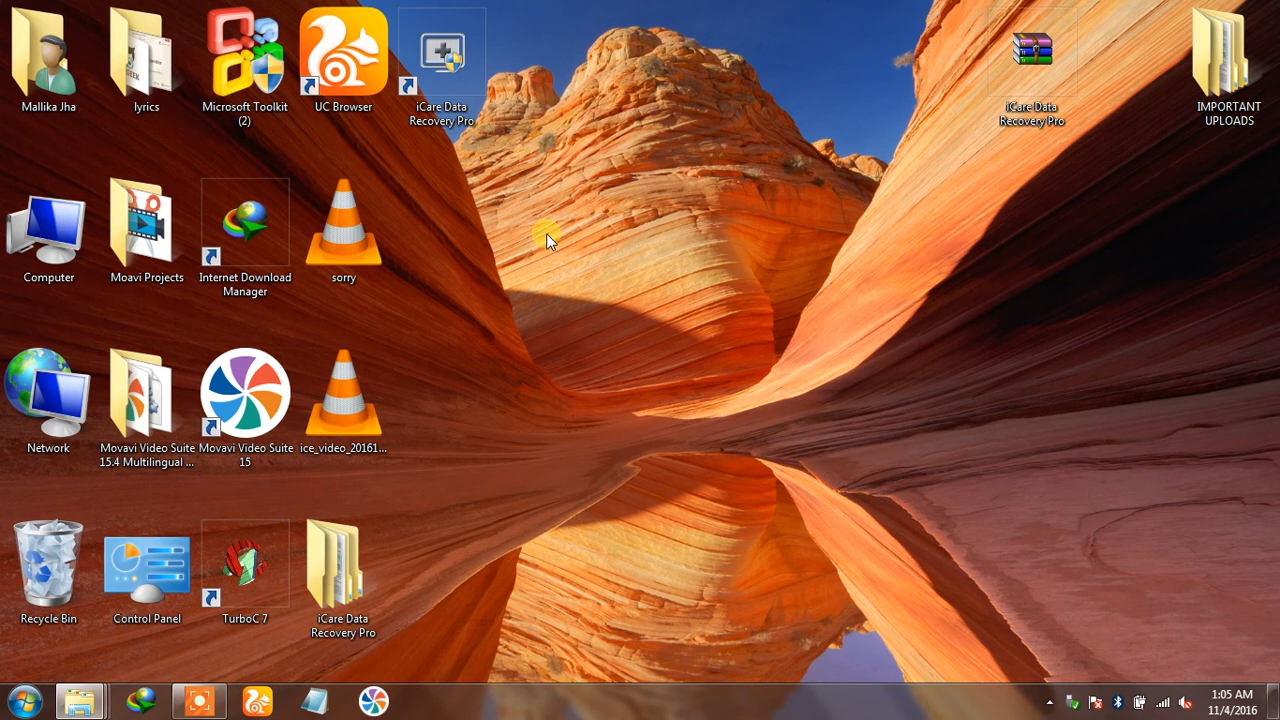 Mallika Jha
lyrics
Microsoft Toolkit
(2)
UC Browser
iCare Data
Recovery Pro
iCare Data
Recovery Pro
IMPORTANT
UPLOADS
Computer
Moavi Projects
Internet Download
Manager
sorry
Network
Movavi Video Suite
15.4 Multilingual ...
Movavi Video Suite
15
ice_video_20161...
Recycle Bin
Control Panel
TurboC 7
iCare Data
Recovery Pro
1:05 AM
11/4/2016